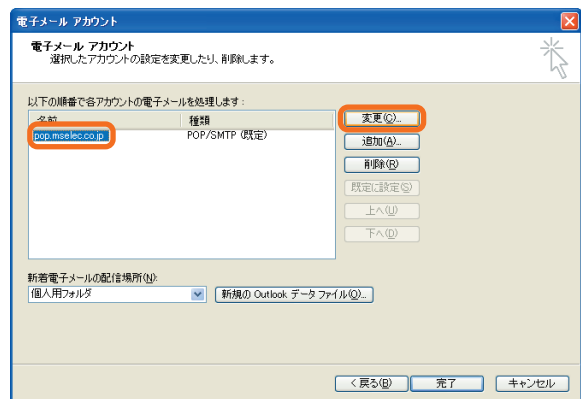 電子メール アカウント
電子メール アカウント
選択したアカウントの設定を変更したり、削除します。
以下の順番で各アカウントの電子メールを処理します:
名前 種類
pop.mselec.co.jp POP/SMTP (既定)
変更(C)...
追加(A)...
削除(R)
既定に設定(S)
上へ(U)
下へ(D)
新着電子メールの配信場所(N):
個人用フォルダ 新規の Outlook データ ファイル(O)...
< 戻る(B) 完了 キャンセル